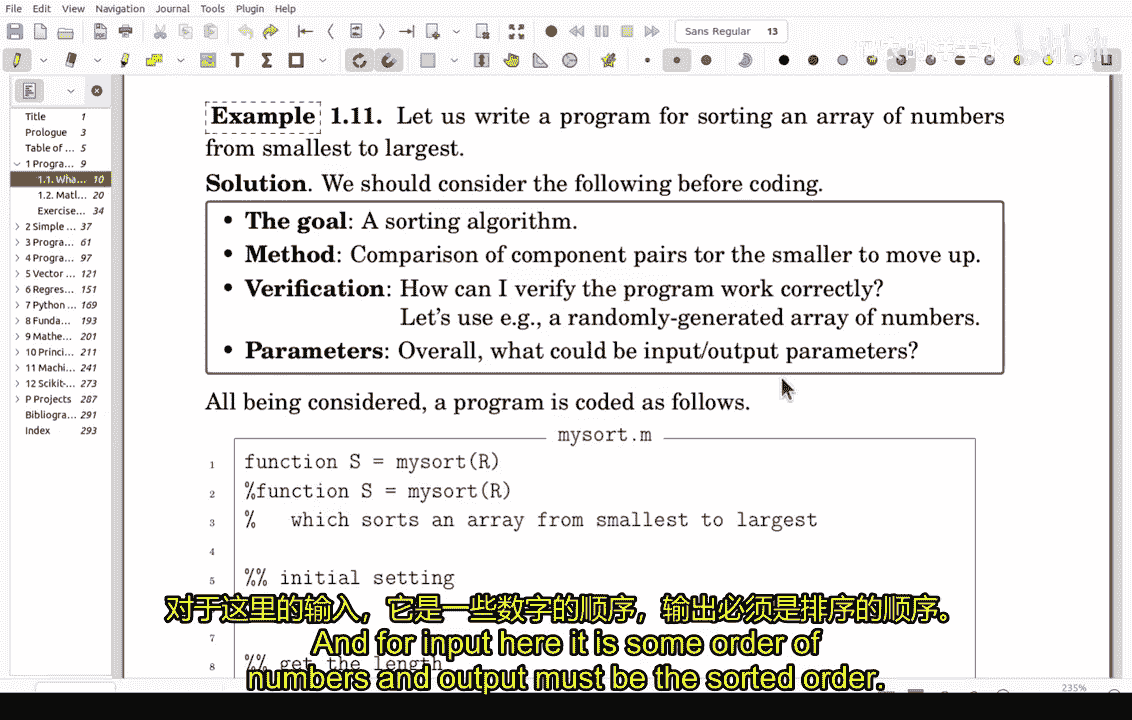 File Edit View Navigation Journal Tools Plugin Help
Sans Regular 13
Title 1
Prologue 3
Table of ... 5
1 Progra... 9
1.1. Wha... 10
1.2. Matl... 20
Exercise... 34
2 Simple ... 37
3 Progra... 61
4 Progra... 97
5 Vector ... 121
6 Regres... 151
7 Python ... 169
8 Funda... 193
9 Mathe... 201
10 Princi... 211
11 Machi... 241
12 Scikit-... 273
P Projects 287
Bibliogra... 291
Index 293
Example 1.11. Let us write a program for sorting an array of numbers
from smallest to largest.
Solution. We should consider the following before coding.
• The goal: A sorting algorithm.
• Method: Comparison of component pairs tor the smaller to move up.
• Verification: How can I verify the program work correctly?
Let's use e.g., a randomly-generated array of numbers.
• Parameters: Overall, what could be input/output parameters?
All being considered, a program is coded as follows.
mysort.m
1 function S = mysort(R)
2 %function S = mysort(R)
3 % which sorts an array from smallest to largest
4
5 %% initial setting
对于这里的输入，它是一些数字的顺序，输出必须是排序的顺序。
7
And for input here it is some order of
8 %% get the length
numbers and output must be the sorted order.
235%